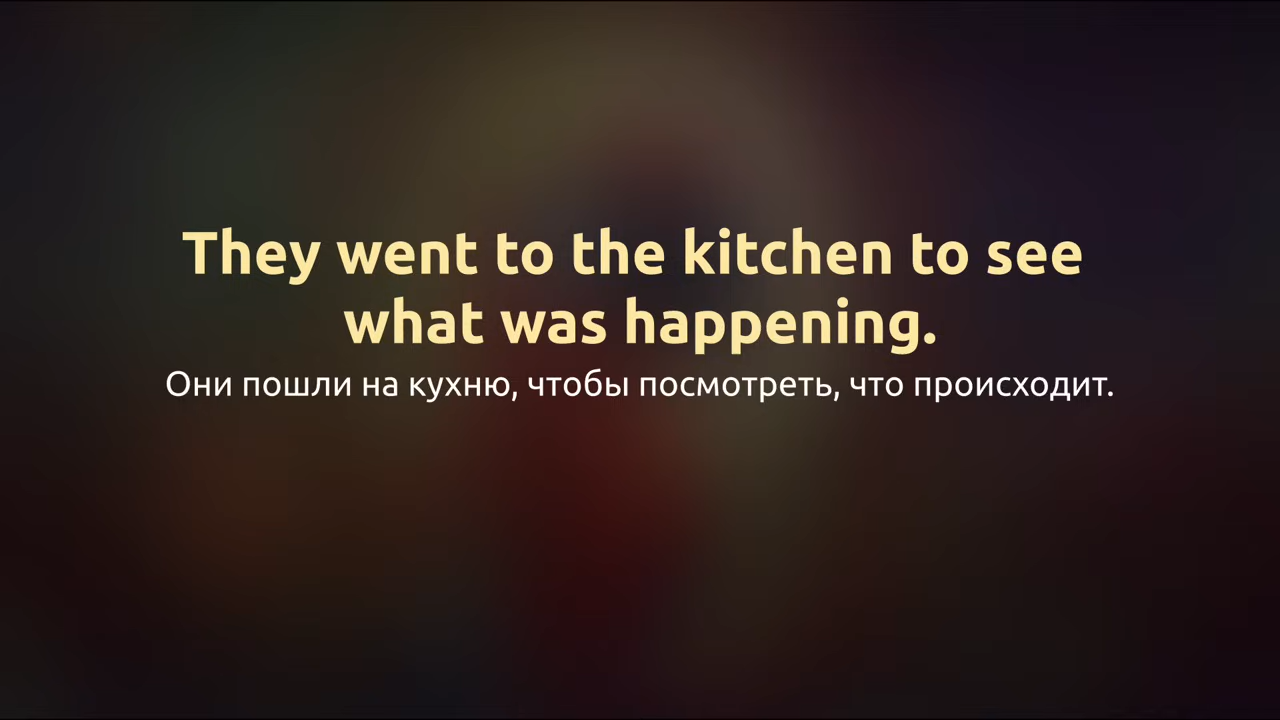 They went to the kitchen to see
what was happening.
Они пошли на кухню, чтобы посмотреть, что происходит.